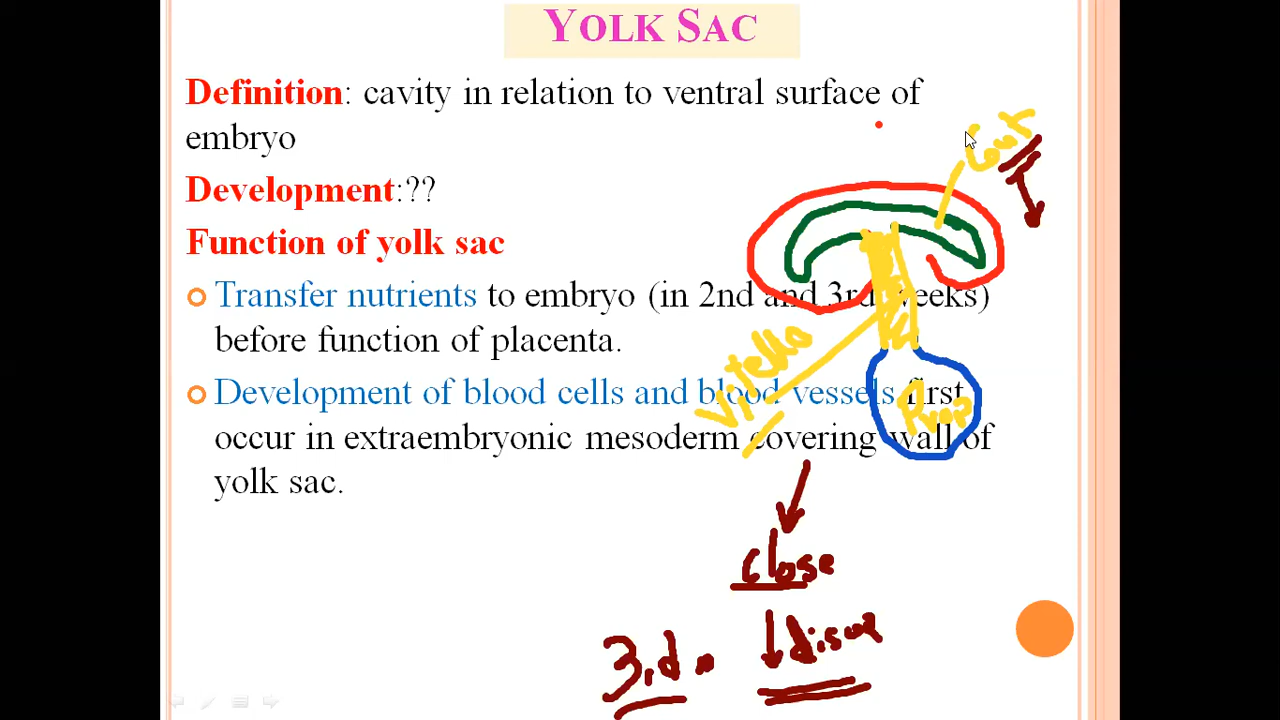 YOLK SAC
Definition: cavity in relation to ventral surface of
embryo
Development:??
Function of yolk sac
Transfer nutrients to embryo (in 2nd and 3rd weeks)
before function of placenta.
Development of blood cells and blood vessels first
occur in extraembryonic mesoderm covering wall of
yolk sac.
Vitello
close